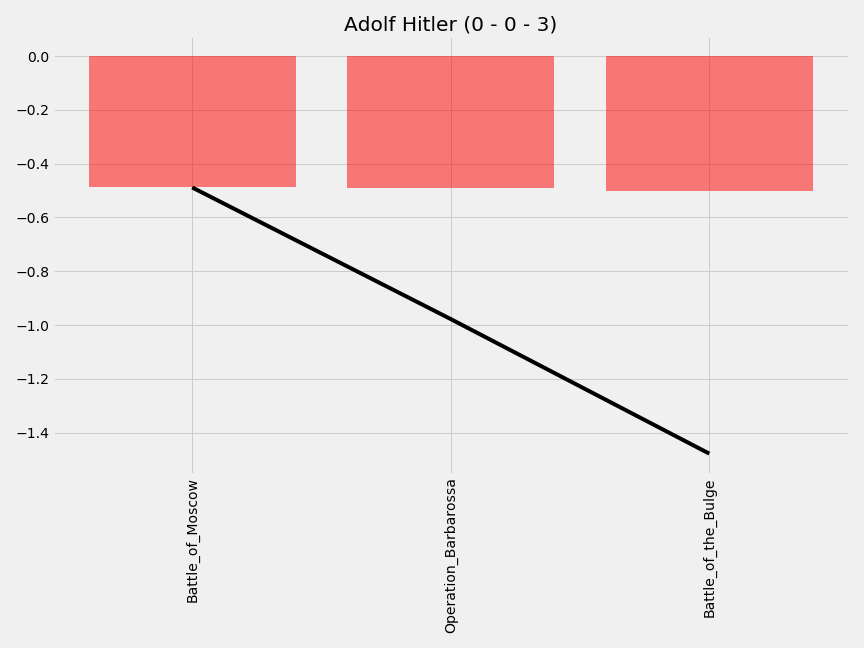 Adolf Hitler (0 - 0 - 3)
0.0
−0.2
−0.4
−0.6
−0.8
−1.0
−1.2
−1.4
Battle_of_Moscow
Operation_Barbarossa
Battle_of_the_Bulge